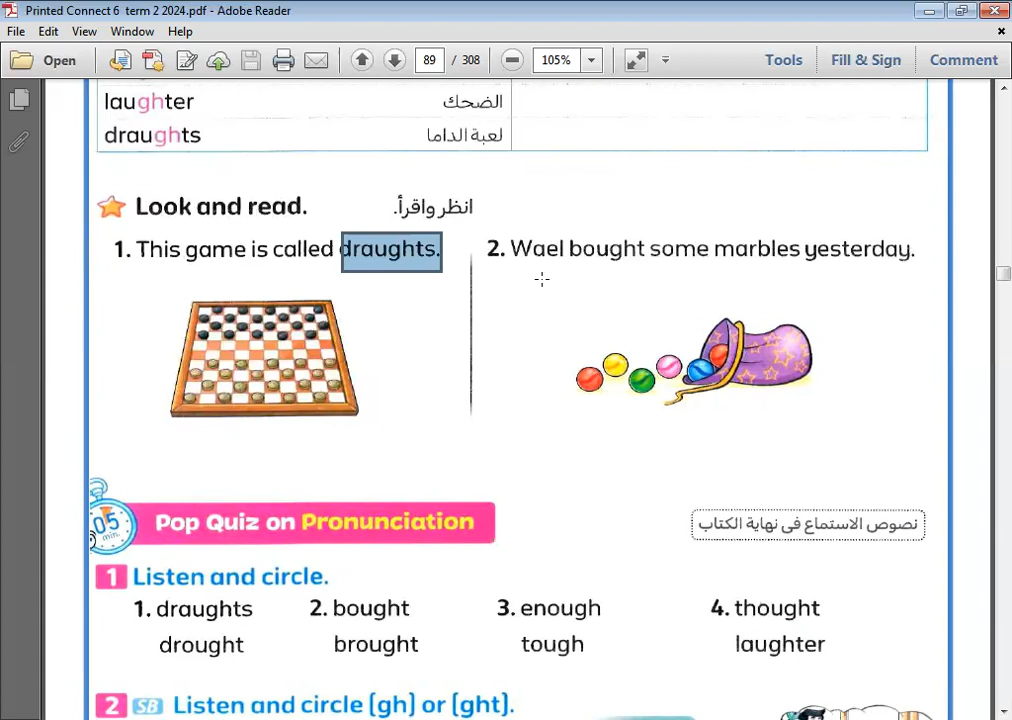 Printed Connect 6 term 2 2024.pdf - Adobe Reader
File Edit View Window Help
Open 89 / 308 105% Tools Fill & Sign Comment
laughter الضحك
draughts لعبة الداما
Look and read. انظر واقرأ.
1. This game is called draughts. 2. Wael bought some marbles yesterday.
05 min.
Pop Quiz on Pronunciation نصوص الاستماع فى نهاية الكتاب
1 Listen and circle.
1. draughts 2. bought 3. enough 4. thought
drought brought tough laughter
2 SB Listen and circle [gh] or [ght].